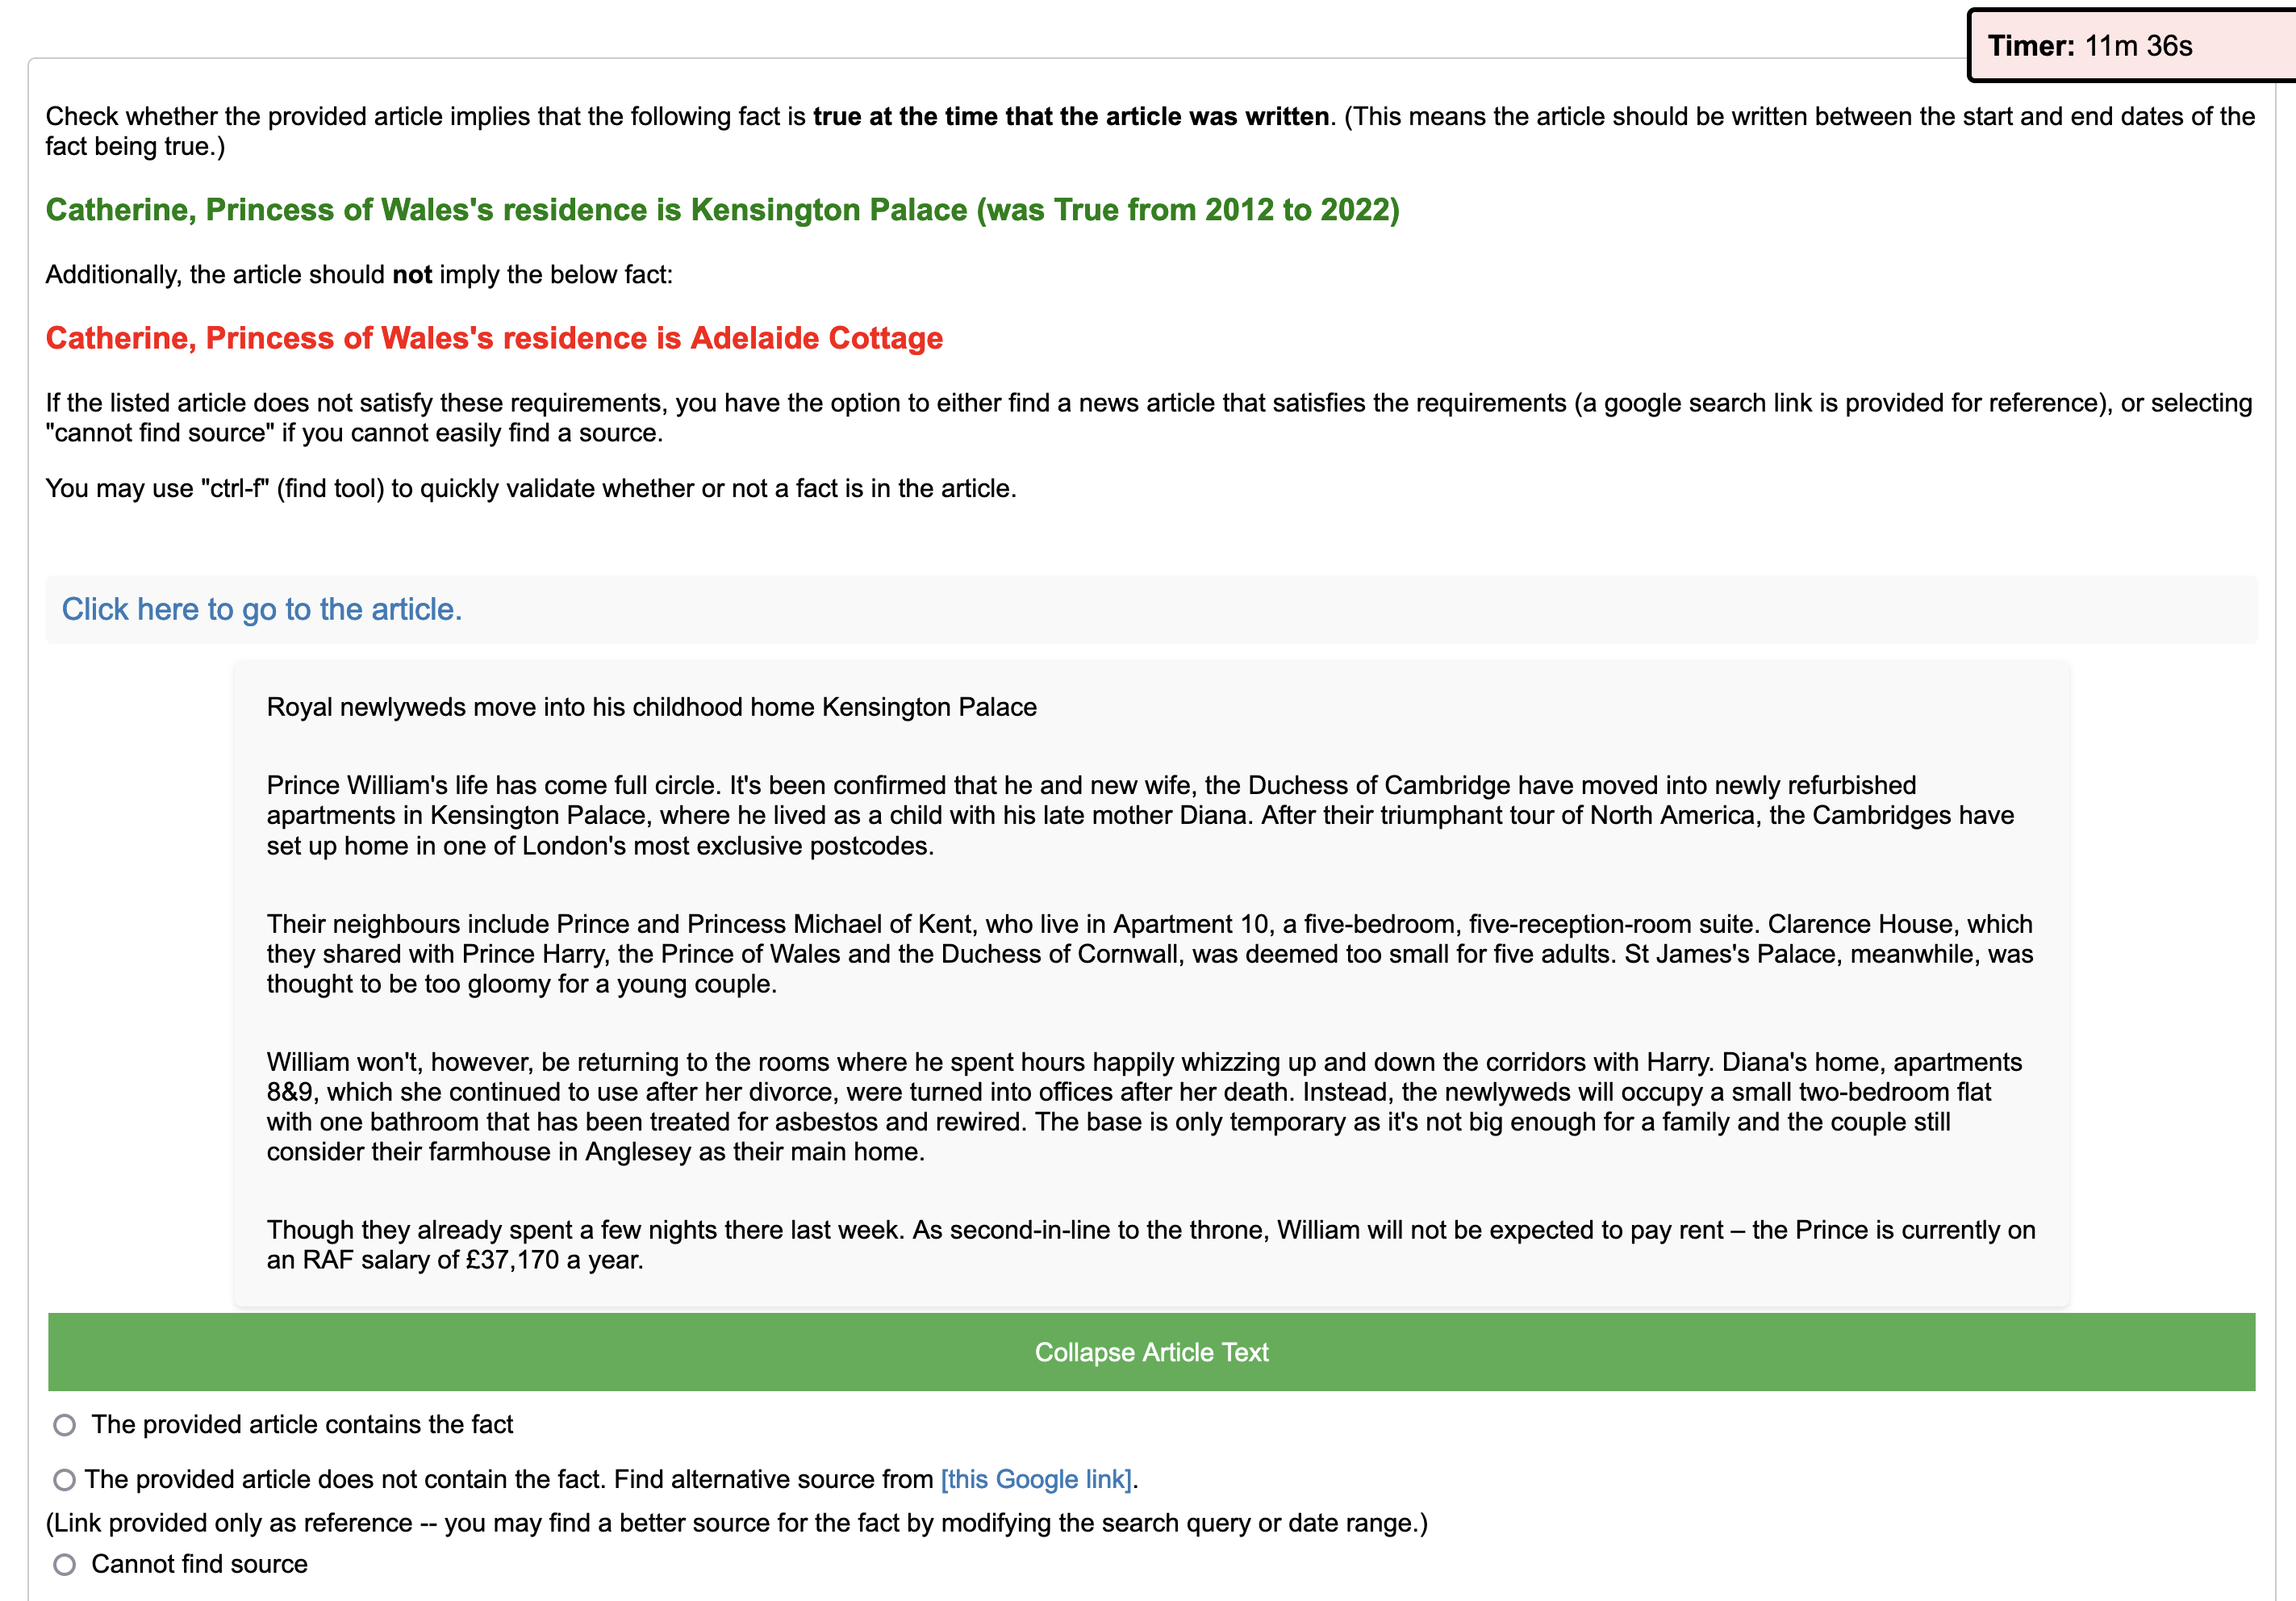 Timer: 11m 36s
Check whether the provided article implies that the following fact is true at the time that the article was written. (This means the article should be written between the start and end dates of the
fact being true.)
Catherine, Princess of Wales's residence is Kensington Palace (was True from 2012 to 2022)
Additionally, the article should not imply the below fact:
Catherine, Princess of Wales's residence is Adelaide Cottage
If the listed article does not satisfy these requirements, you have the option to either find a news article that satisfies the requirements (a google search link is provided for reference), or selecting
"cannot find source" if you cannot easily find a source.
You may use "ctrl-f" (find tool) to quickly validate whether or not a fact is in the article.
Click here to go to the article.
Royal newlyweds move into his childhood home Kensington Palace
Prince William's life has come full circle. It's been confirmed that he and new wife, the Duchess of Cambridge have moved into newly refurbished
apartments in Kensington Palace, where he lived as a child with his late mother Diana. After their triumphant tour of North America, the Cambridges have
set up home in one of London's most exclusive postcodes.
Their neighbours include Prince and Princess Michael of Kent, who live in Apartment 10, a five-bedroom, five-reception-room suite. Clarence House, which
they shared with Prince Harry, the Prince of Wales and the Duchess of Cornwall, was deemed too small for five adults. St James's Palace, meanwhile, was
thought to be too gloomy for a young couple.
William won't, however, be returning to the rooms where he spent hours happily whizzing up and down the corridors with Harry. Diana's home, apartments
8&9, which she continued to use after her divorce, were turned into offices after her death. Instead, the newlyweds will occupy a small two-bedroom flat
with one bathroom that has been treated for asbestos and rewired. The base is only temporary as it's not big enough for a family and the couple still
consider their farmhouse in Anglesey as their main home.
Though they already spent a few nights there last week. As second-in-line to the throne, William will not be expected to pay rent – the Prince is currently on
an RAF salary of £37,170 a year.
Collapse Article Text
The provided article contains the fact
The provided article does not contain the fact. Find alternative source from [this Google link].
(Link provided only as reference -- you may find a better source for the fact by modifying the search query or date range.)
Cannot find source